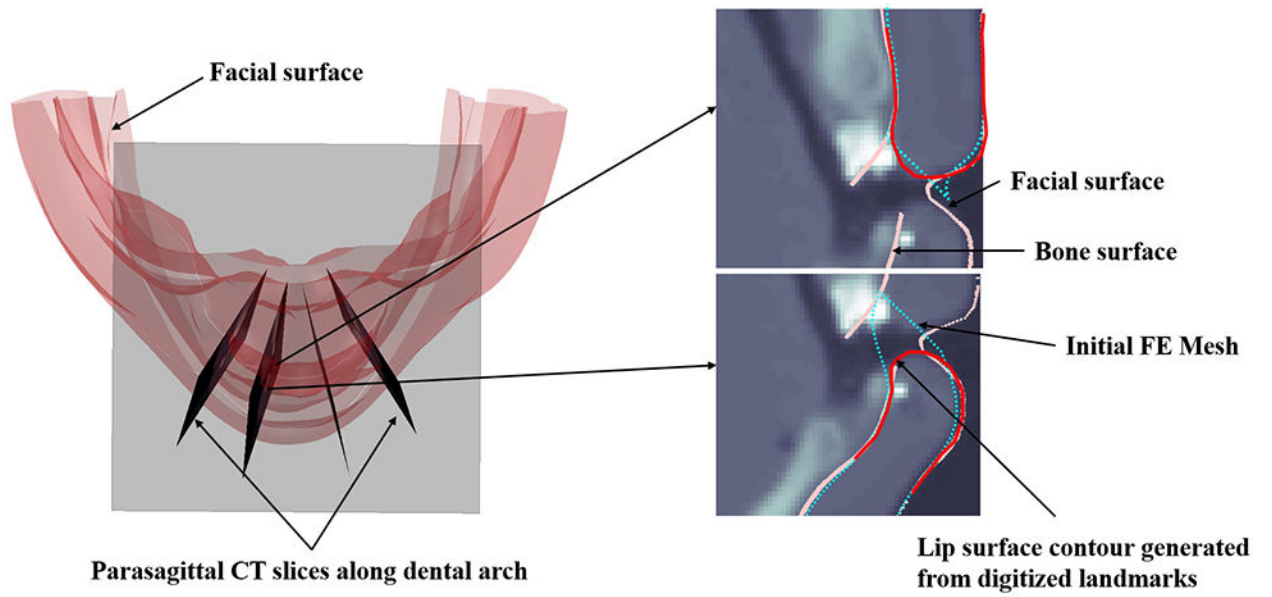 Facial surface
Facial surface
Bone surface
Initial FE Mesh
Lip surface contour generated
from digitized landmarks
Parasagittal CT slices along dental arch